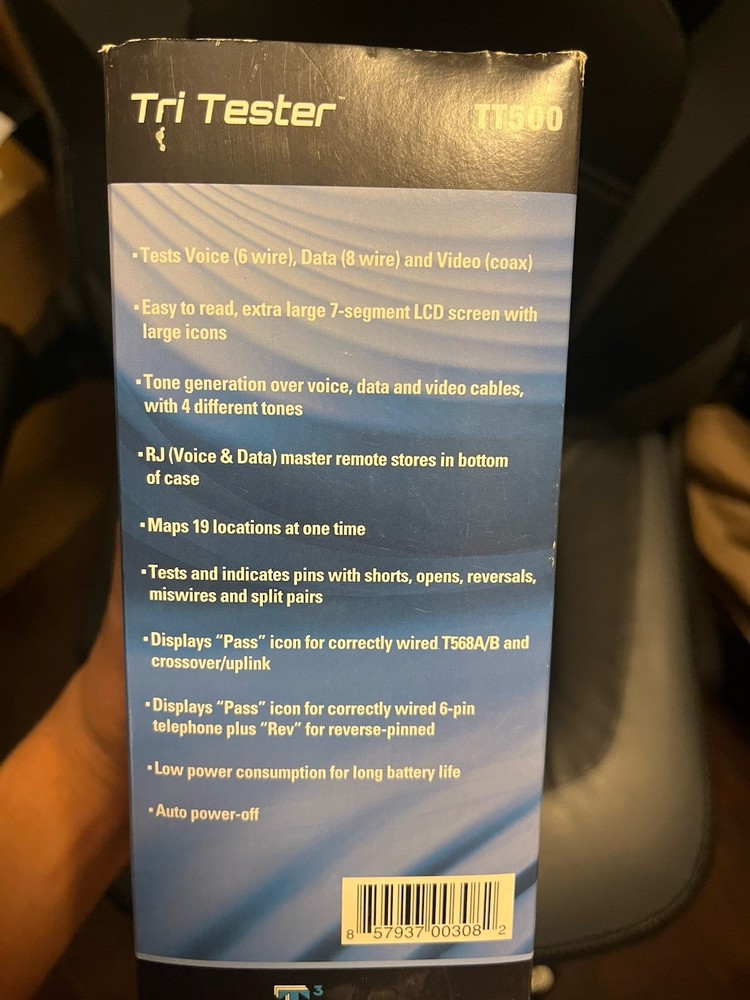 Tri Tester™
TT500
▪Tests Voice (6 wire), Data (8 wire) and Video (coax)
▪Easy to read, extra large 7-segment LCD screen with
large icons
▪Tone generation over voice, data and video cables,
with 4 different tones
▪RJ (Voice & Data) master remote stores in bottom
of case
▪Maps 19 locations at one time
▪Tests and indicates pins with shorts, opens, reversals,
miswires and split pairs
▪Displays “Pass” icon for correctly wired T568A/B and
crossover/uplink
▪Displays “Pass” icon for correctly wired 6-pin
telephone plus “Rev” for reverse-pinned
▪Low power consumption for long battery life
▪Auto power-off
8 57937 00308 2
T3